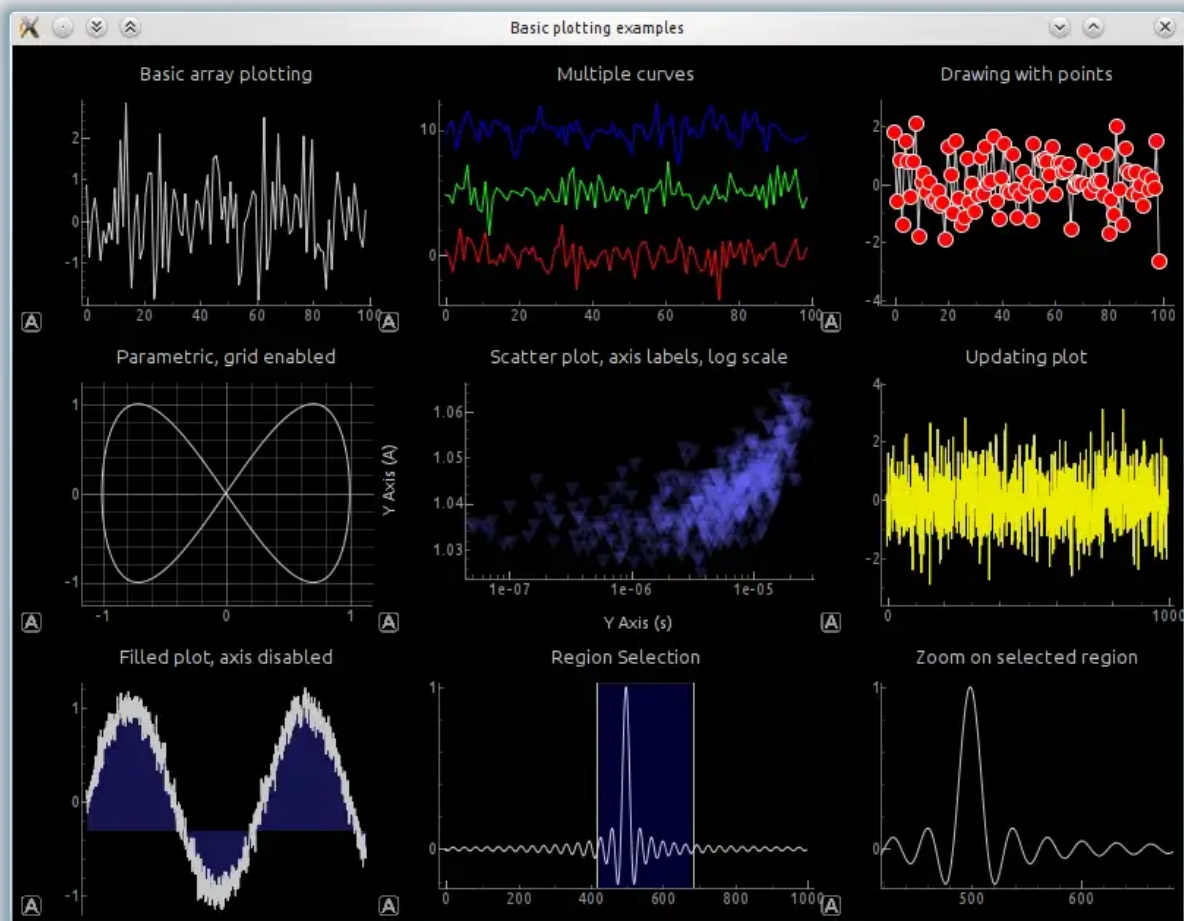 Basic plotting examples
Basic array plotting
2
1
0
-1
0 20 40 60 80 100
A
Multiple curves
10
0
0 20 40 60 80 100
A
Drawing with points
2
0
-2
-4
0 20 40 60 80 100
A
Parametric, grid enabled
1
0
-1
-1 0 1
A
Scatter plot, axis labels, log scale
Y Axis (A)
1.06
1.05
1.04
1.03
1e-07 1e-06 1e-05
Y Axis (s)
A
Updating plot
4
2
0
-2
0 1000
A
Filled plot, axis disabled
1
0
-1
A
Region Selection
1
0
0 200 400 600 800 1000
A
Zoom on selected region
1
0
500 600
A